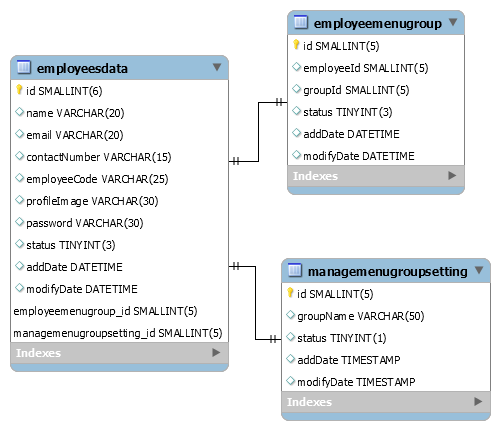 employeesdata
id SMALLINT(6)
name VARCHAR(20)
email VARCHAR(20)
contactNumber VARCHAR(15)
employeeCode VARCHAR(25)
profileImage VARCHAR(30)
password VARCHAR(30)
status TINYINT(3)
addDate DATETIME
modifyDate DATETIME
employeemenugroup_id SMALLINT(5)
managemenugroupsetting_id SMALLINT(5)
Indexes
employeemenugroup
id SMALLINT(5)
employeeId SMALLINT(5)
groupId SMALLINT(5)
status TINYINT(3)
addDate DATETIME
modifyDate DATETIME
Indexes
managemenugroupsetting
id SMALLINT(5)
groupName VARCHAR(50)
status TINYINT(1)
addDate TIMESTAMP
modifyDate TIMESTAMP
Indexes